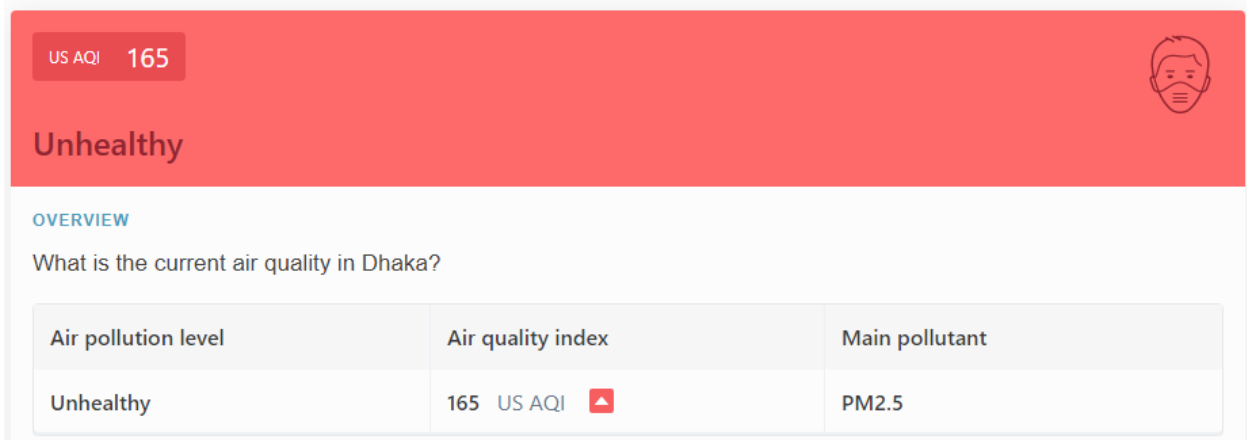 US AQI 165
Unhealthy
OVERVIEW
What is the current air quality in Dhaka?
Air pollution level Air quality index Main pollutant
Unhealthy 165 US AQI PM2.5